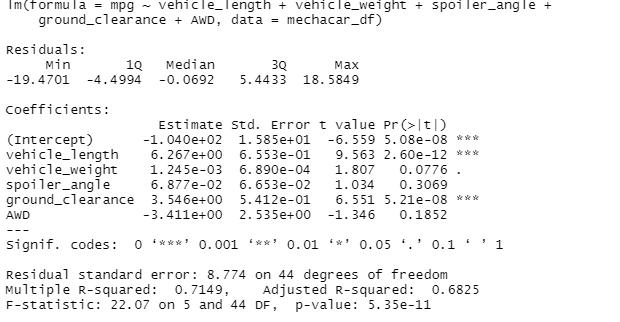 lm(formula = mpg ~ vehicle_length + vehicle_weight + spoiler_angle +
    ground_clearance + AWD, data = mechacar_df)
Residuals:
     Min       1Q   Median       3Q      Max
-19.4701  -4.4994  -0.0692   5.4433  18.5849
Coefficients:
                   Estimate Std. Error t value Pr(>|t|)
(Intercept)      -1.040e+02  1.585e+01  -6.559 5.08e-08 ***
vehicle_length    6.267e+00  6.553e-01   9.563 2.60e-12 ***
vehicle_weight    1.245e-03  6.890e-04   1.807   0.0776 .
spoiler_angle     6.877e-02  6.653e-02   1.034   0.3069
ground_clearance  3.546e+00  5.412e-01   6.551 5.21e-08 ***
AWD              -3.411e+00  2.535e+00  -1.346   0.1852
---
Signif. codes:  0 ‘***’ 0.001 ‘**’ 0.01 ‘*’ 0.05 ‘.’ 0.1 ‘ ’ 1
Residual standard error: 8.774 on 44 degrees of freedom
Multiple R-squared:  0.7149,    Adjusted R-squared:  0.6825
F-statistic: 22.07 on 5 and 44 DF,  p-value: 5.35e-11